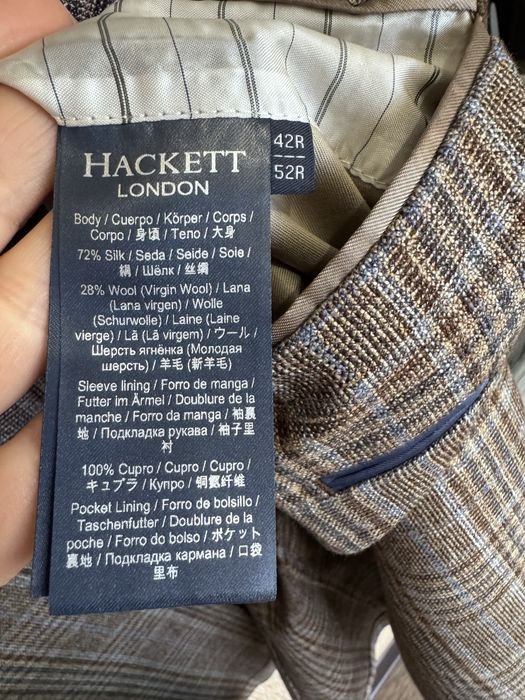 HACKETT
LONDON
42R
52R
Body / Cuerpo / Körper / Corps /
Corpo / 身頃 / Тело / 大身
72% Silk / Seda / Seide / Soie /
絹 / Шёлк / 丝绸
28% Wool (Virgin Wool) / Lana
(Lana virgen) / Wolle
(Schurwolle) / Laine (Laine
vierge) / Lã (Lã virgem) / ウール /
Шерсть ягнёнка (Молодая
шерсть) / 羊毛 (新羊毛)
Sleeve lining / Forro de manga /
Futter im Ärmel / Doublure de la
manche / Forro da manga / 袖裏
地 / Подкладка рукава / 袖子里
衬
100% Cupro / Cupro / Cupro /
キュプラ / Купро / 铜氨纤维
Pocket Lining / Forro de bolsillo /
Taschenfutter / Doublure de la
poche / Forro do bolso / ポケット
裏地 / Подкладка кармана / 口袋
里布